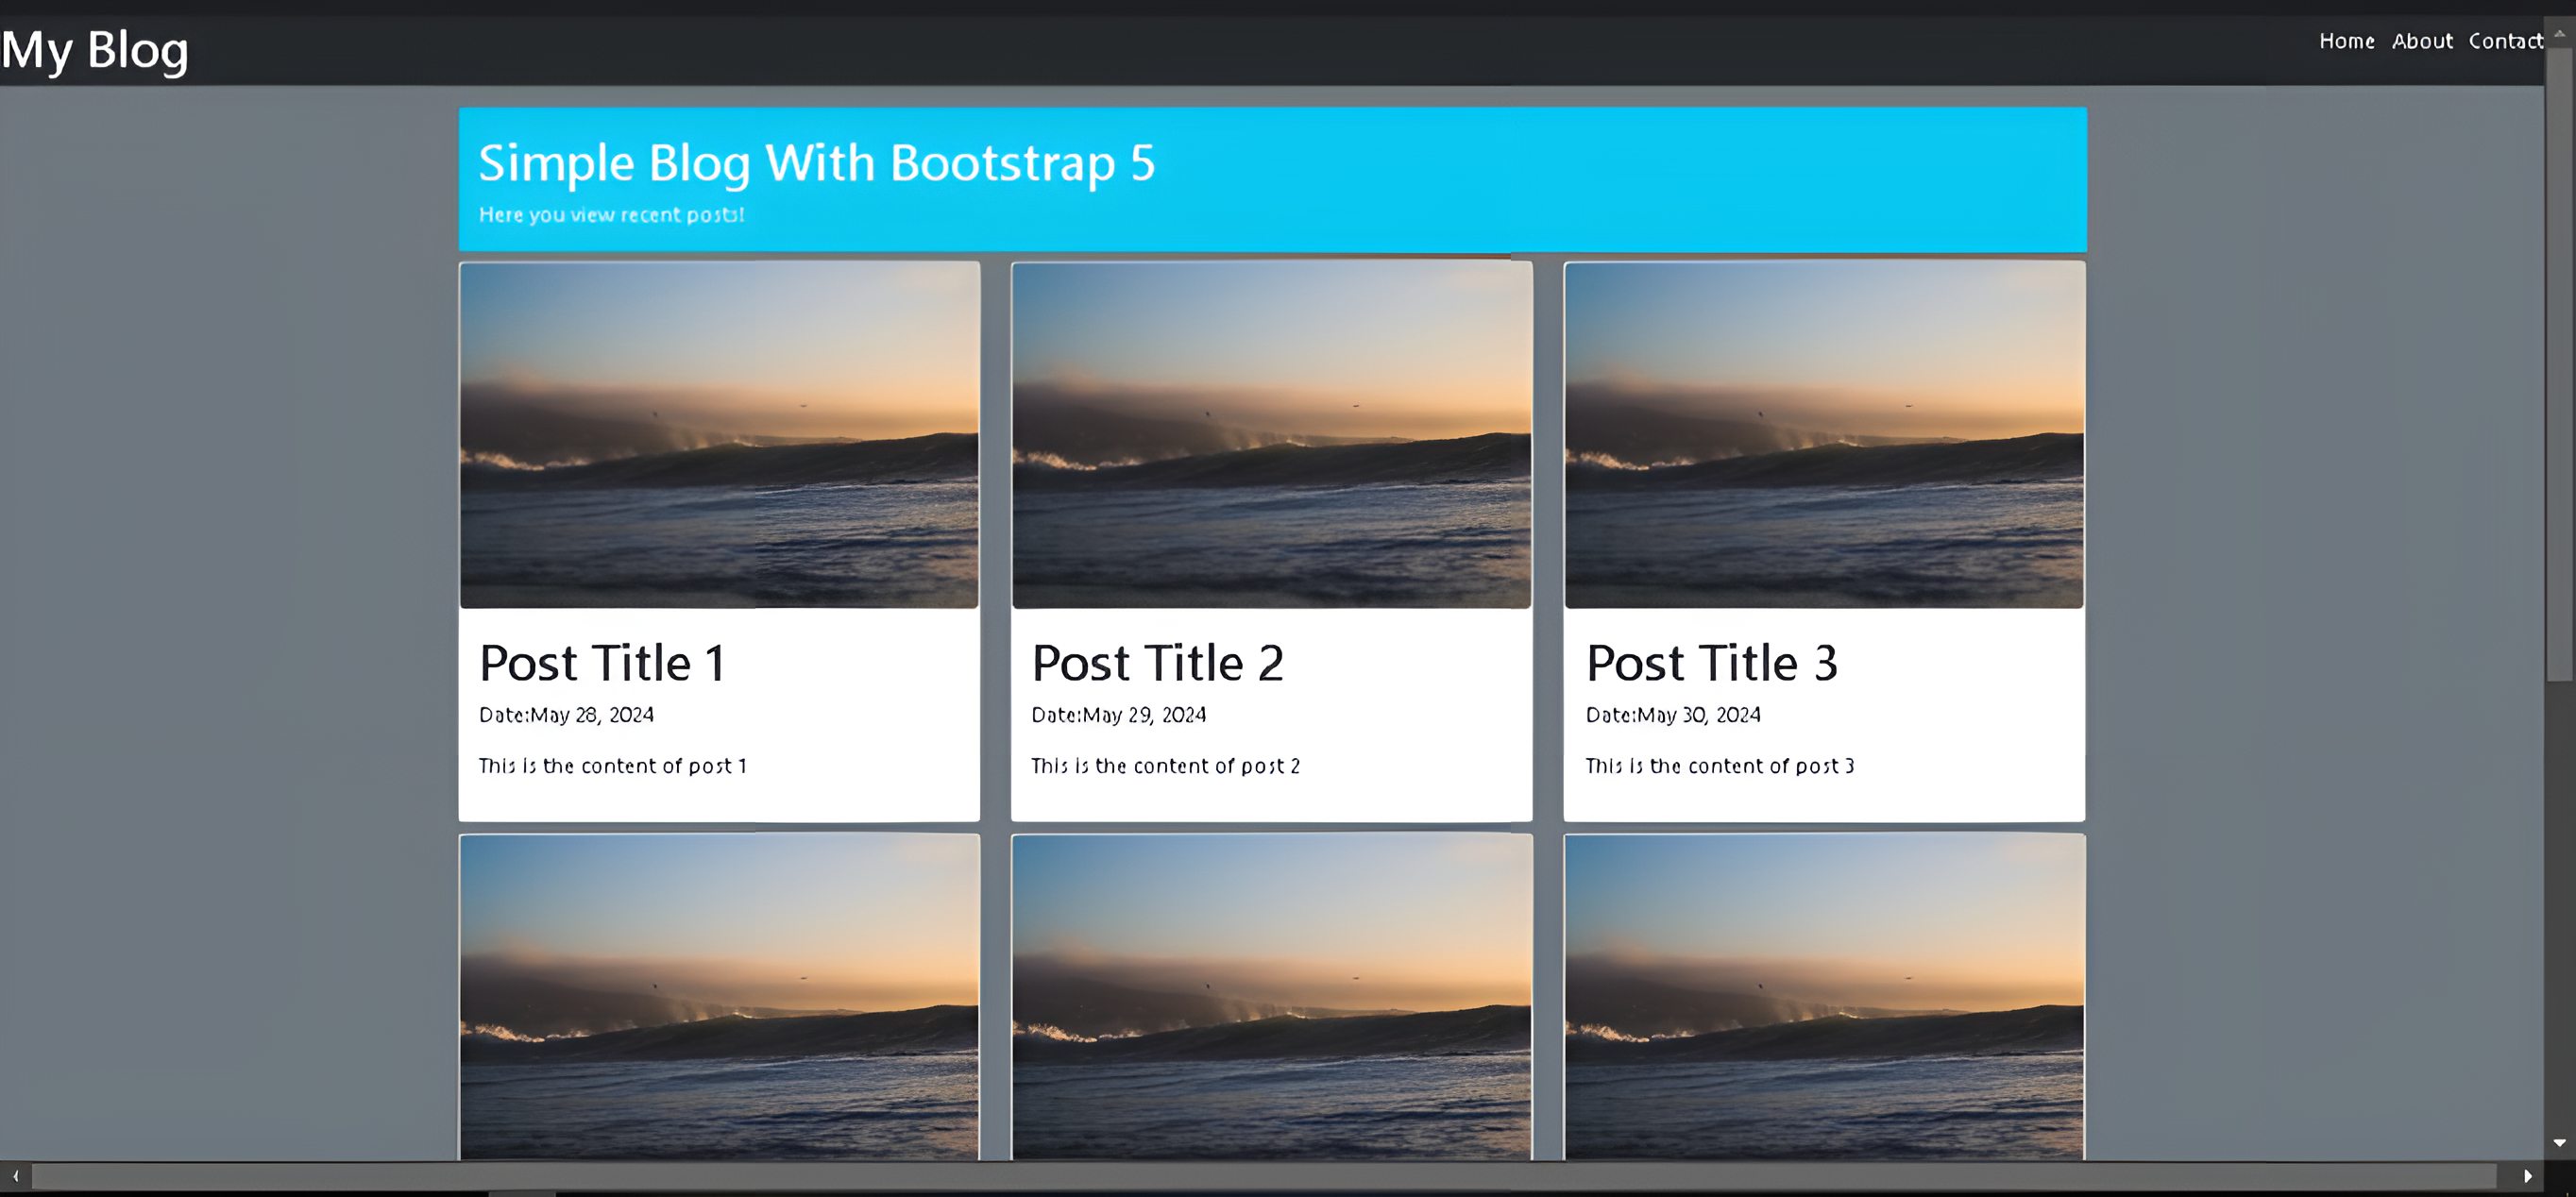 My Blog
Home About Contact
Simple Blog With Bootstrap 5
Here you view recent posts!
Post Title 1
Date:May 28, 2024
This is the content of post 1
Post Title 2
Date:May 29, 2024
This is the content of post 2
Post Title 3
Date:May 30, 2024
This is the content of post 3